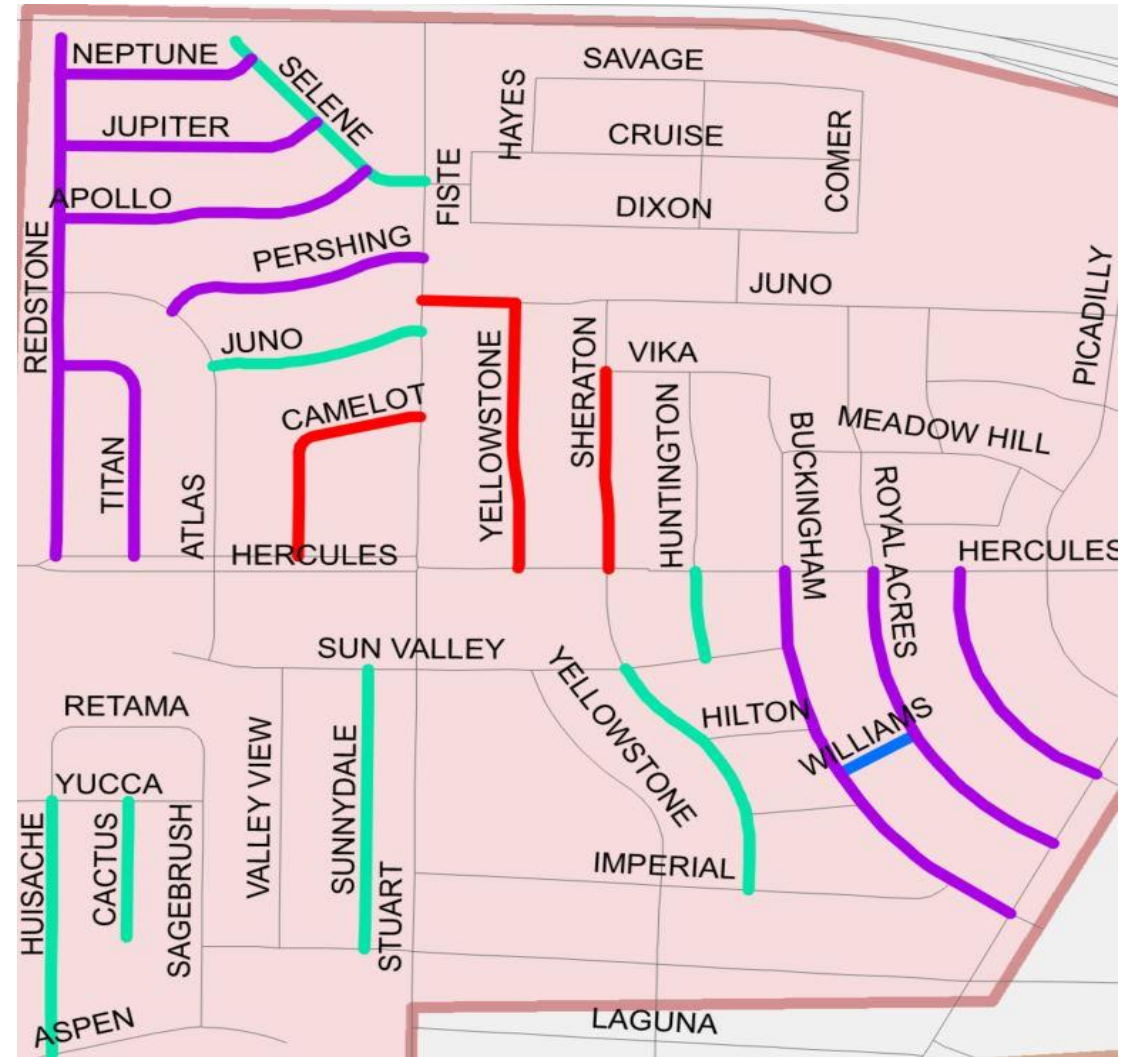 NEPTUNE
SELENE
SAVAGE
HAYES
JUPITER
CRUISE
COMER
FISTE
APOLLO
DIXON
PERSHING
REDSTONE
JUNO
PICADILLY
JUNO
YELLOWSTONE
SHERATON
VIKA
CAMELOT
HUNTINGTON
BUCKINGHAM
MEADOW HILL
TITAN
ATLAS
ROYAL ACRES
HERCULES
HERCULES
SUN VALLEY
YELLOWSTONE
RETAMA
HILTON
WILLIAMS
VALLEY VIEW
SUNNYDALE
YUCCA
HUISACHE
CACTUS
SAGEBRUSH
IMPERIAL
STUART
ASPEN
LAGUNA